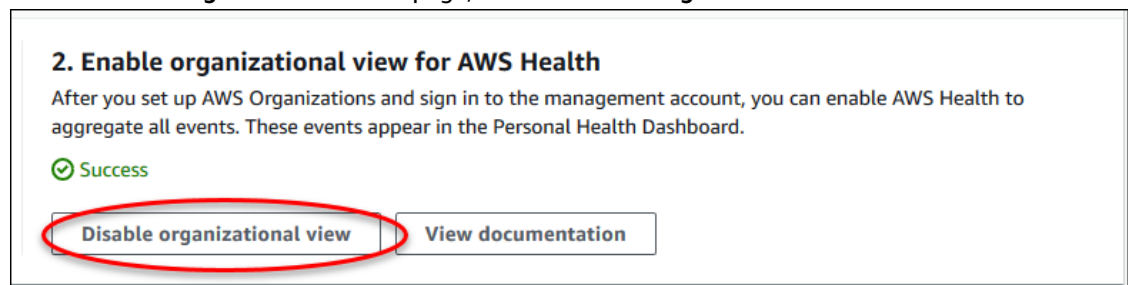 2. Enable organizational view for AWS Health
After you set up AWS Organizations and sign in to the management account, you can enable AWS Health to
aggregate all events. These events appear in the Personal Health Dashboard.
Success
Disable organizational view View documentation